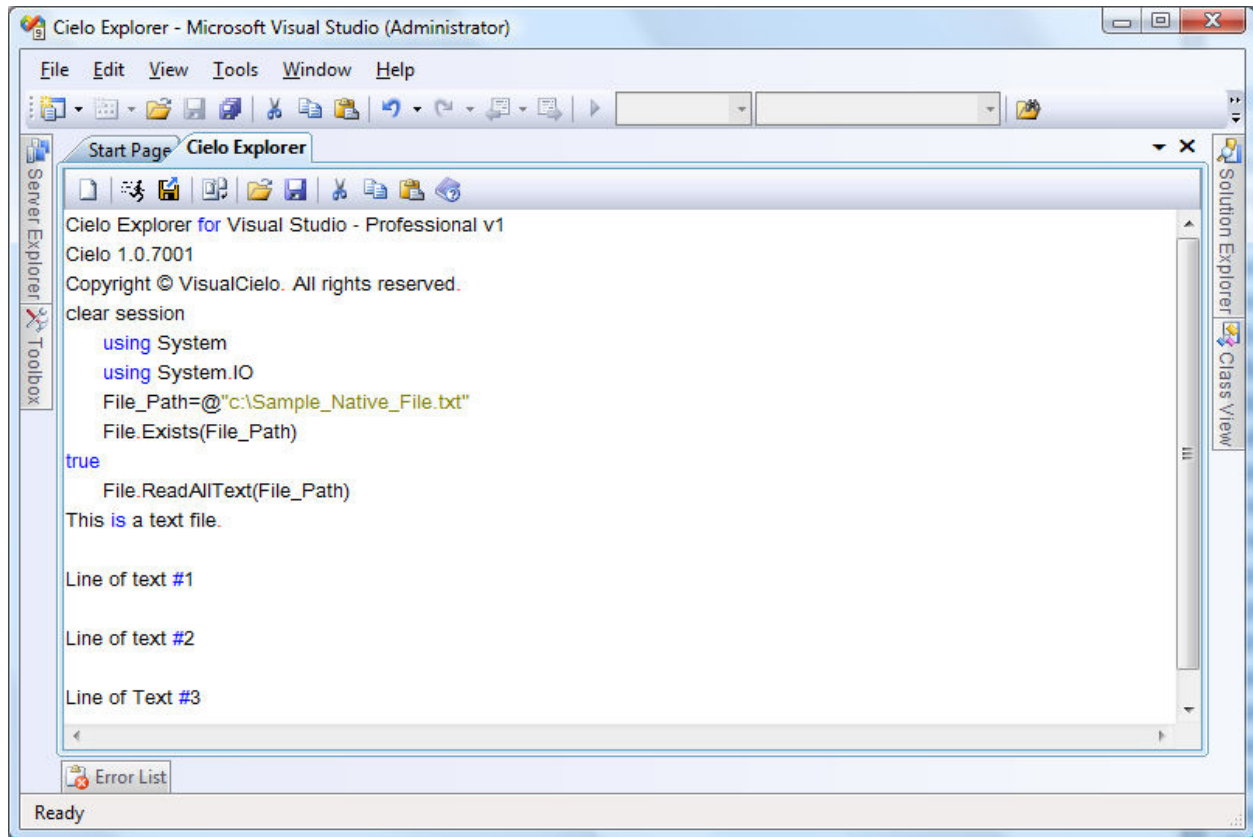 Cielo Explorer - Microsoft Visual Studio (Administrator)
File Edit View Tools Window Help
Server Explorer
Toolbox
Start Page
Cielo Explorer
Cielo Explorer for Visual Studio - Professional v1
Cielo 1.0.7001
Copyright © VisualCielo. All rights reserved.
clear session
using System
using System.IO
File_Path=@"c:\Sample_Native_File.txt"
File.Exists(File_Path)
true
File.ReadAllText(File_Path)
This is a text file.
Line of text #1
Line of text #2
Line of Text #3
Solution Explorer
Class View
Error List
Ready